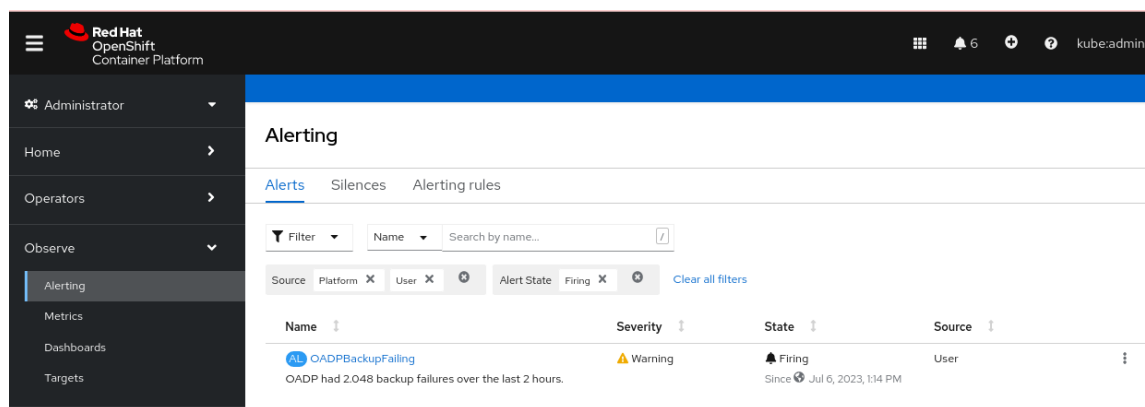 Red Hat
OpenShift
Container Platform
6
kube:admin
Administrator
Home
Operators
Observe
Alerting
Metrics
Dashboards
Targets
Alerting
Alerts Silences Alerting rules
Filter Name Search by name... /
Source Platform User Alert State Firing Clear all filters
Name Severity State Source
AL OADPBackupFailing Warning Firing User
OADP had 2.048 backup failures over the last 2 hours. Since Jul 6, 2023, 1:14 PM